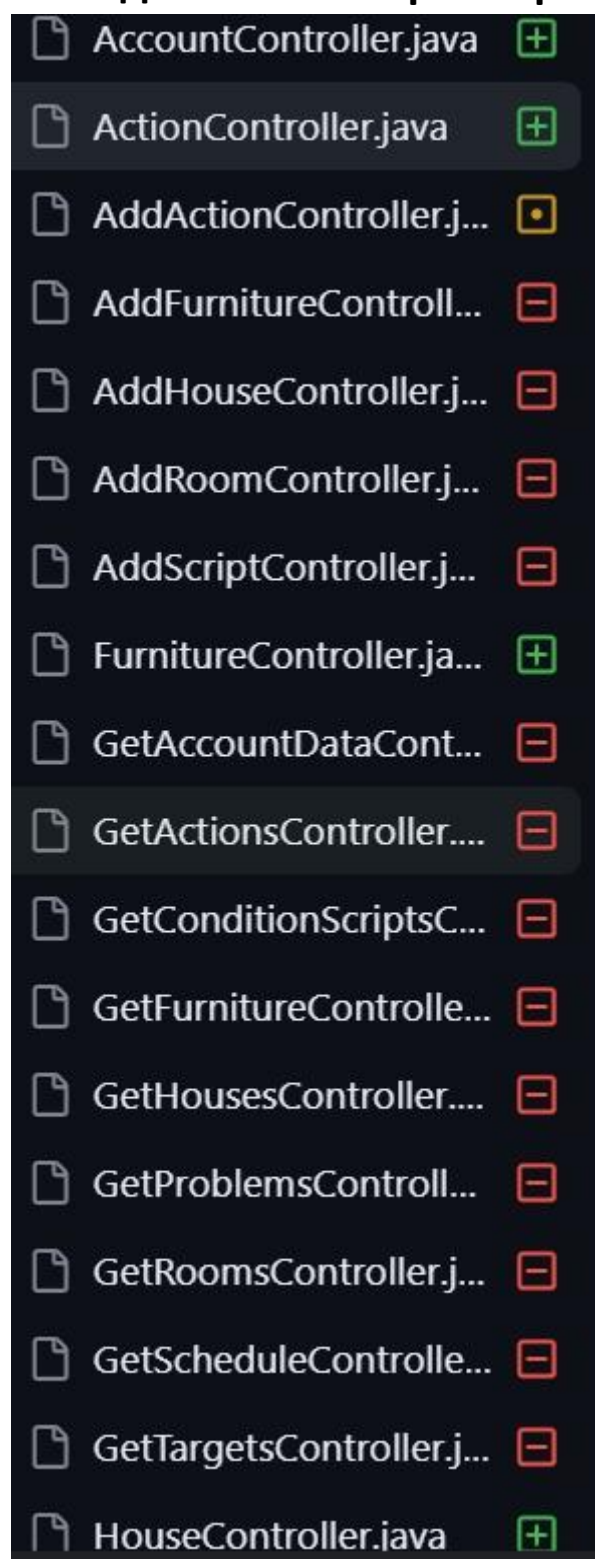 AccountController.java
ActionController.java
AddActionController.j...
AddFurnitureControll...
AddHouseController.j...
AddRoomController.j...
AddScriptController.j...
FurnitureController.ja...
GetAccountDataCont...
GetActionsController....
GetConditionScriptsC...
GetFurnitureControlle...
GetHousesController....
GetProblemsControll...
GetRoomsController.j...
GetScheduleControlle...
GetTargetsController.j...
HouseController.java